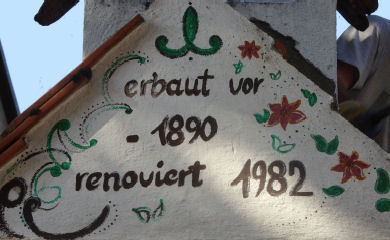 erbaut vor
- 1890
renoviert 1982